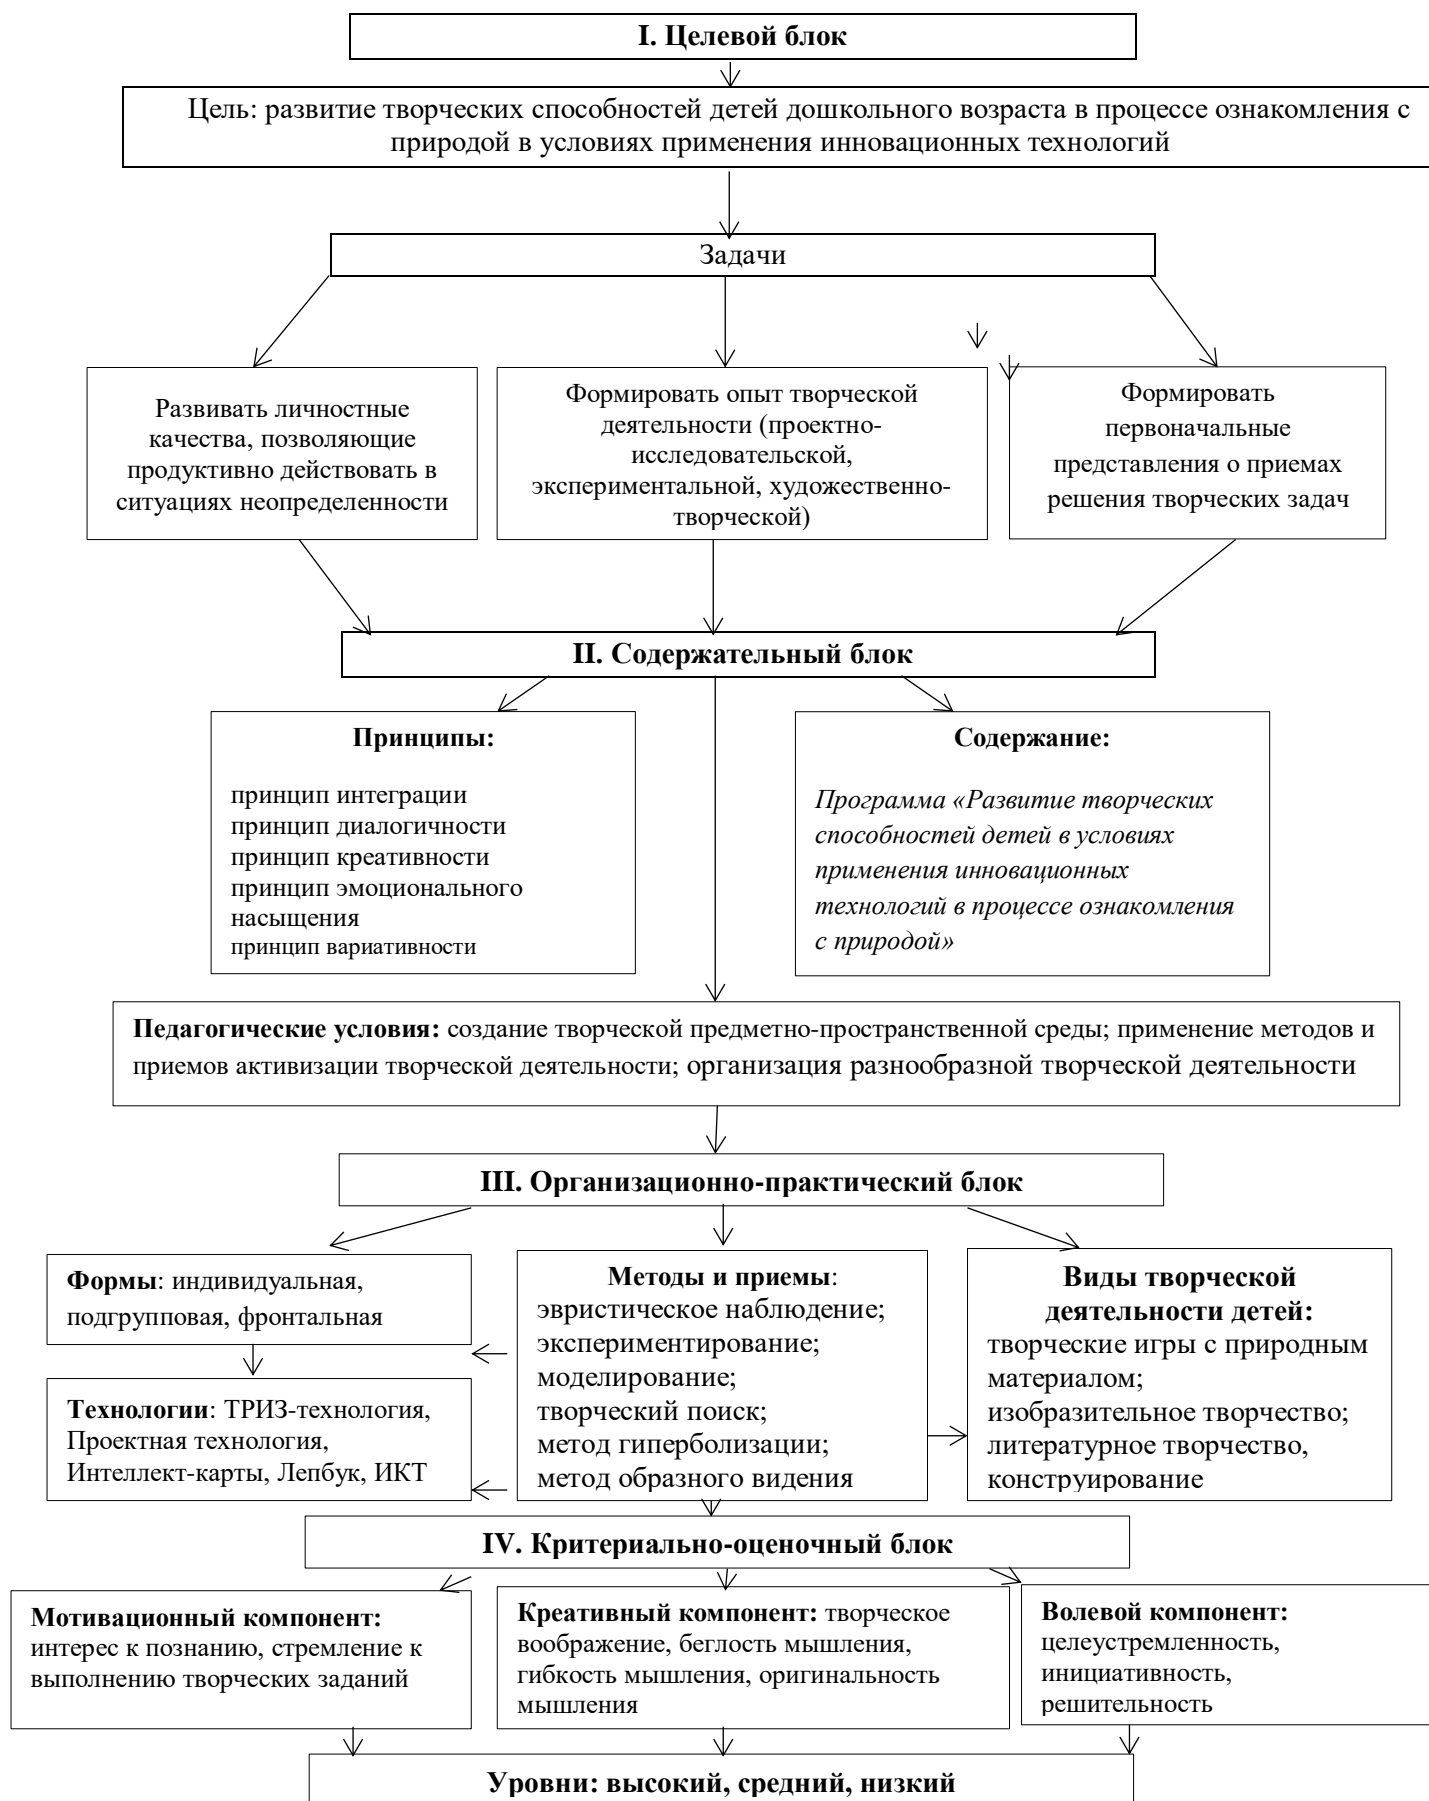 I. Целевой блок
Цель: развитие творческих способностей детей дошкольного возраста в процессе ознакомления с
природой в условиях применения инновационных технологий
Задачи
Развивать личностные
качества, позволяющие
продуктивно действовать в
ситуациях неопределенности
Формировать опыт творческой
деятельности (проектно-
исследовательской,
экспериментальной, художественно-
творческой)
Формировать
первоначальные
представления о приемах
решения творческих задач
II. Содержательный блок
Принципы:
принцип интеграции
принцип диалогичности
принцип креативности
принцип эмоционального
насыщения
принцип вариативности
Содержание:
Программа «Развитие творческих
способностей детей в условиях
применения инновационных
технологий в процессе ознакомления
с природой»
Педагогические условия: создание творческой предметно-пространственной среды; применение методов и
приемов активизации творческой деятельности; организация разнообразной творческой деятельности
III. Организационно-практический блок
Формы: индивидуальная,
подгрупповая, фронтальная
Технологии: ТРИЗ-технология,
Проектная технология,
Интеллект-карты, Лепбук, ИКТ
Методы и приемы:
эвристическое наблюдение;
экспериментирование;
моделирование;
творческий поиск;
метод гиперболизации;
метод образного видения
Виды творческой
деятельности детей:
творческие игры с природным
материалом;
изобразительное творчество;
литературное творчество,
конструирование
IV. Критериально-оценочный блок
Мотивационный компонент:
интерес к познанию, стремление к
выполнению творческих заданий
Креативный компонент: творческое
воображение, беглость мышления,
гибкость мышления, оригинальность
мышления
Волевой компонент:
целеустремленность,
инициативность,
решительность
Уровни: высокий, средний, низкий